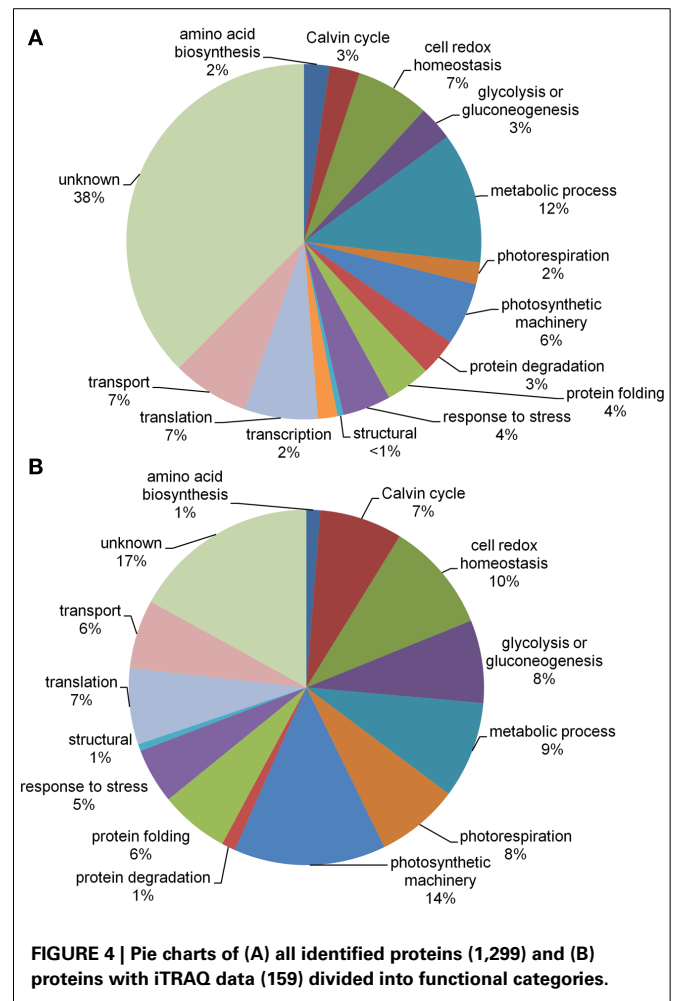 A
amino acid
biosynthesis
2%
Calvin cycle
3%
cell redox
homeostasis
7%
glycolysis or
gluconeogenesis
3%
metabolic process
12%
photorespiration
2%
photosynthetic
machinery
6%
protein degradation
3%
protein folding
4%
response to stress
4%
structural
<1%
transcription
2%
translation
7%
transport
7%
unknown
38%
B
amino acid
biosynthesis
1%
Calvin cycle
7%
cell redox
homeostasis
10%
glycolysis or
gluconeogenesis
8%
metabolic process
9%
photorespiration
8%
photosynthetic
machinery
14%
protein degradation
1%
protein folding
6%
response to stress
5%
structural
1%
translation
7%
transport
6%
unknown
17%
FIGURE 4 | Pie charts of (A) all identified proteins (1,299) and (B)
proteins with iTRAQ data (159) divided into functional categories.